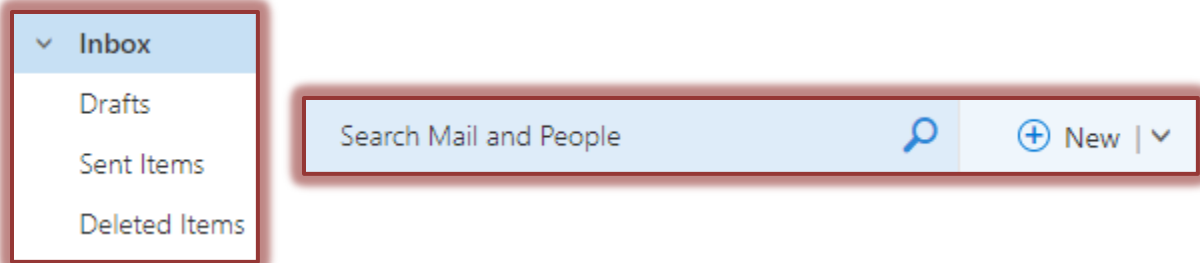 Inbox
Drafts
Sent Items
Deleted Items
Search Mail and People
New |